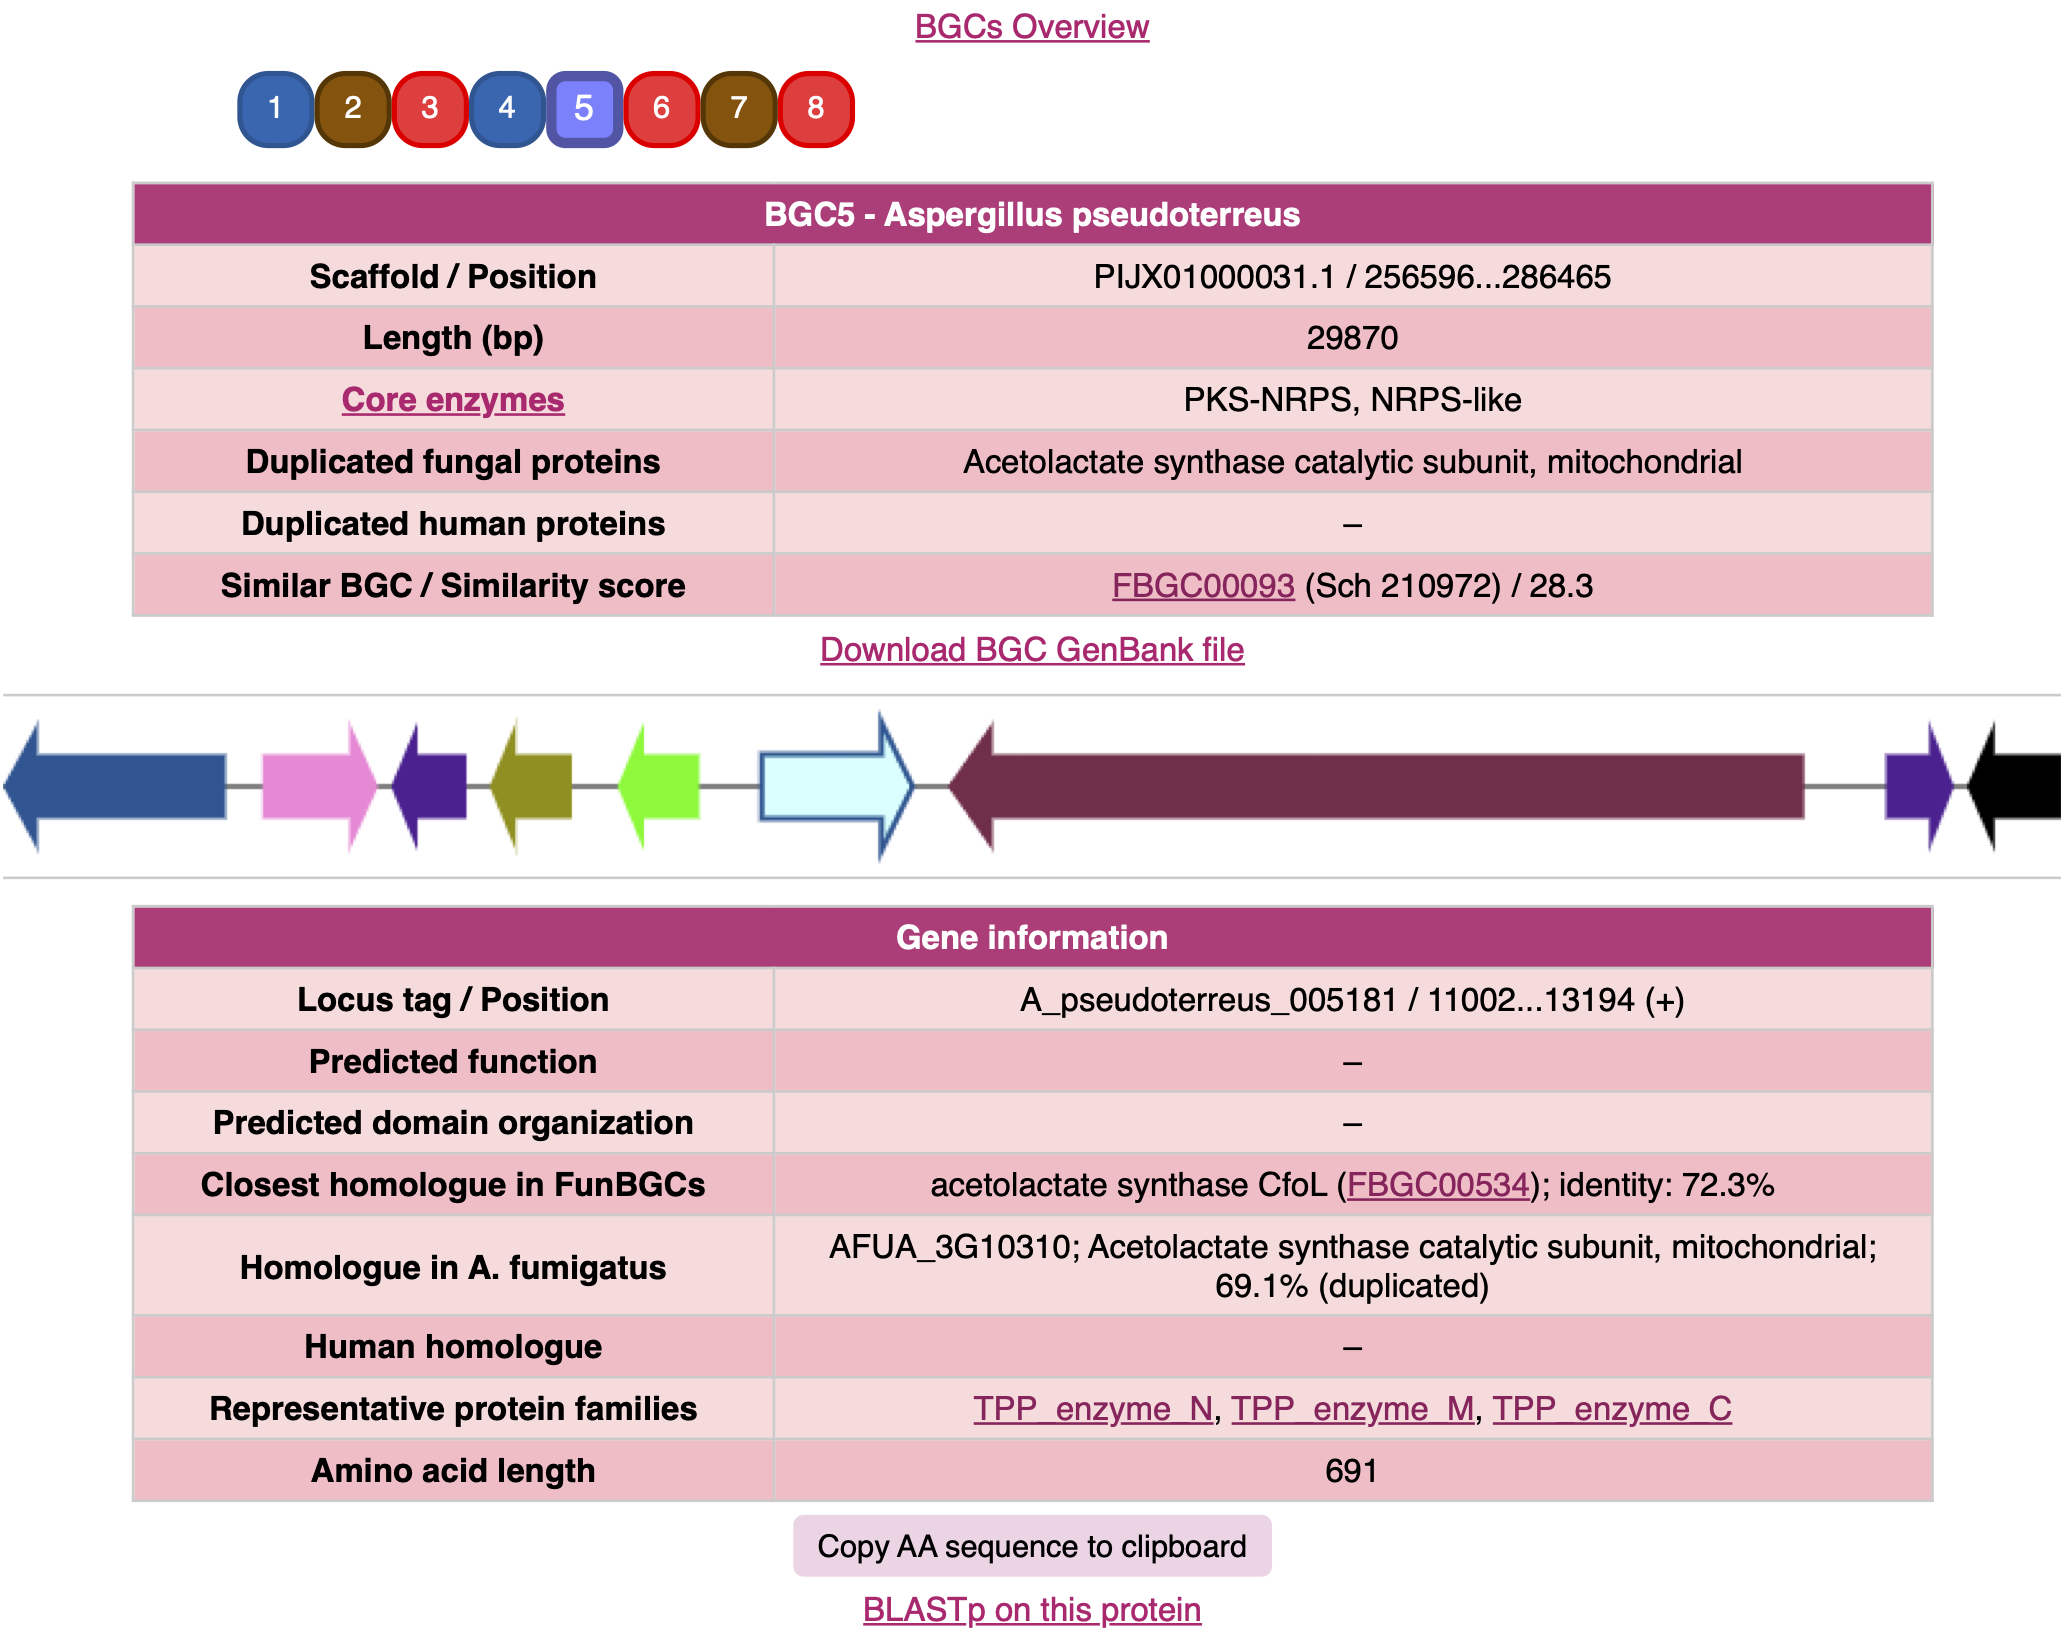 BGCs Overview
1 2 3 4 5 6 7 8
BGC5 - Aspergillus pseudoterreus
Scaffold / Position PIJX01000031.1 / 256596...286465
Length (bp) 29870
Core enzymes PKS-NRPS, NRPS-like
Duplicated fungal proteins Acetolactate synthase catalytic subunit, mitochondrial
Duplicated human proteins –
Similar BGC / Similarity score FBGC00093 (Sch 210972) / 28.3
Download BGC GenBank file
Gene information
Locus tag / Position A_pseudoterreus_005181 / 11002...13194 (+)
Predicted function –
Predicted domain organization –
Closest homologue in FunBGCs acetolactate synthase CfoL (FBGC00534); identity: 72.3%
Homologue in A. fumigatus AFUA_3G10310; Acetolactate synthase catalytic subunit, mitochondrial;
69.1% (duplicated)
Human homologue –
Representative protein families TPP_enzyme_N, TPP_enzyme_M, TPP_enzyme_C
Amino acid length 691
Copy AA sequence to clipboard
BLASTp on this protein